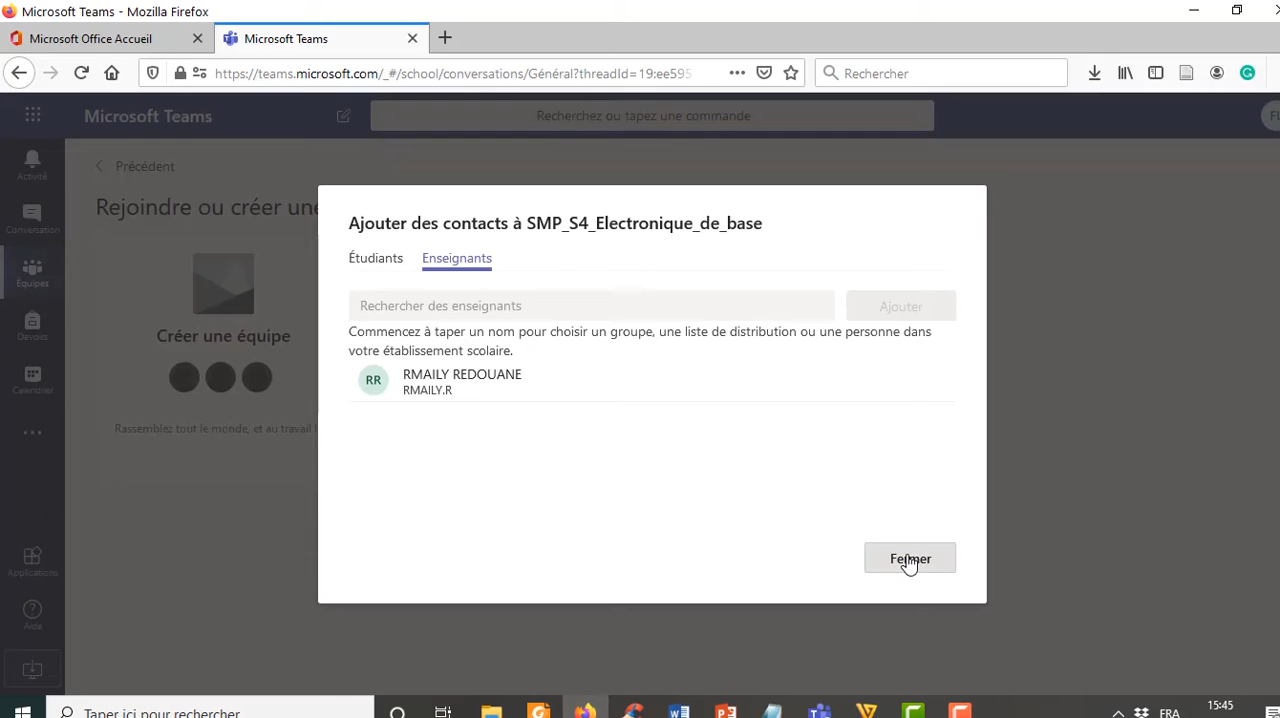 Microsoft Teams - Mozilla Firefox
Microsoft Office Accueil
Microsoft Teams
https://teams.microsoft.com/_#/school/conversations/Général?threadId=19:ee595
Rechercher
Microsoft Teams
Recherchez ou tapez une commande
Activité
Précédent
Rejoindre ou créer une
Ajouter des contacts à SMP_S4_Electronique_de_base
Conversation
Étudiants
Enseignants
Équipes
Rechercher des enseignants
Ajouter
Créer une équipe
Commencez à taper un nom pour choisir un groupe, une liste de distribution ou une personne dans
votre établissement scolaire.
Devoirs
RR
RMAILY REDOUANE
RMAILY.R
Calendrier
Rassemblez tout le monde, et au travail
Fermer
Applications
Aide
Taper ici pour rechercher
FRA
15:45